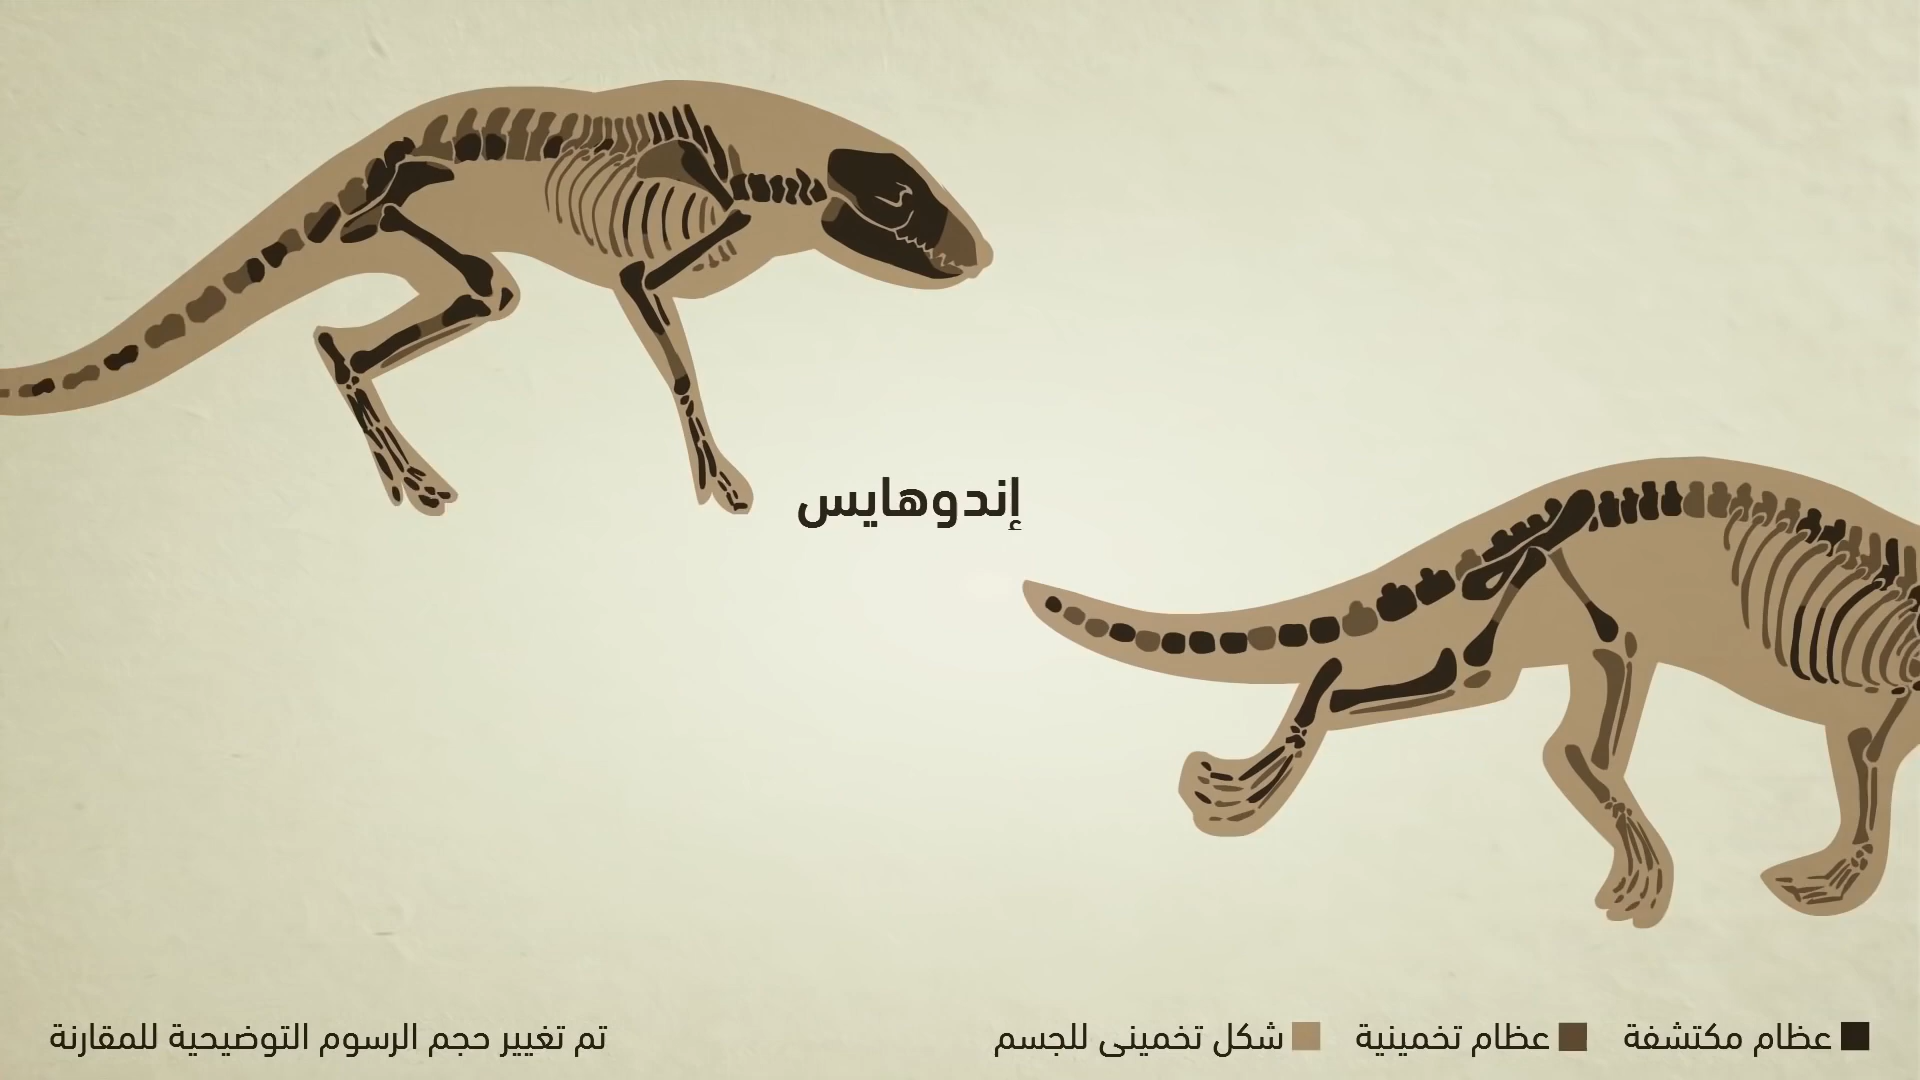 إندوهايس
عظام مكتشفة
عظام تخمينية
شكل تخمينى للجسم
تم تغيير حجم الرسوم التوضيحية للمقارنة